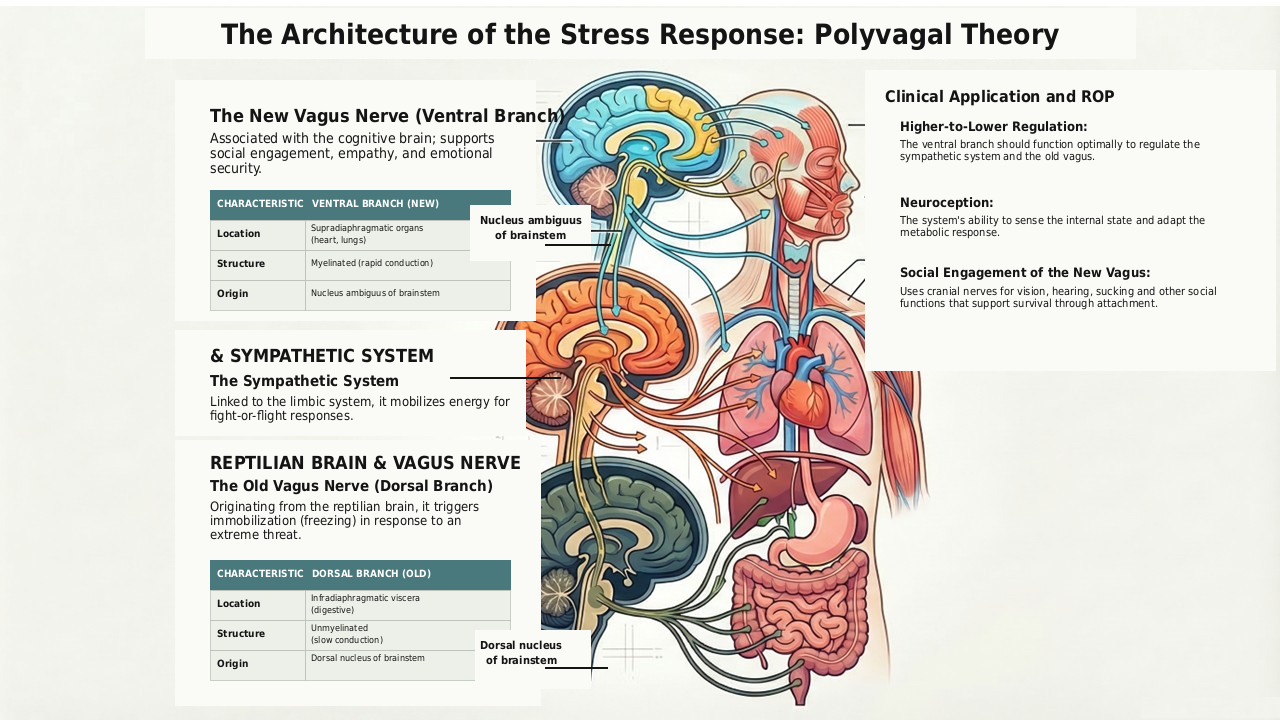 The Architecture of the Stress Response: Polyvagal Theory
The New Vagus Nerve (Ventral Branch)
Associated with the cognitive brain; supports
social engagement, empathy, and emotional
security.
CHARACTERISTIC VENTRAL BRANCH (NEW)
Location Supradiaphragmatic organs
(heart, lungs)
Structure Myelinated (rapid conduction)
Origin Nucleus ambiguus of brainstem
Nucleus ambiguus
of brainstem
& SYMPATHETIC SYSTEM
The Sympathetic System
Linked to the limbic system, it mobilizes energy for
fight-or-flight responses.
REPTILIAN BRAIN & VAGUS NERVE
The Old Vagus Nerve (Dorsal Branch)
Originating from the reptilian brain, it triggers
immobilization (freezing) in response to an
extreme threat.
CHARACTERISTIC DORSAL BRANCH (OLD)
Location Infradiaphragmatic viscera
(digestive)
Structure Unmyelinated
(slow conduction)
Origin Dorsal nucleus of brainstem
Dorsal nucleus
of brainstem
Clinical Application and ROP
Higher-to-Lower Regulation:
The ventral branch should function optimally to regulate the
sympathetic system and the old vagus.
Neuroception:
The system's ability to sense the internal state and adapt the
metabolic response.
Social Engagement of the New Vagus:
Uses cranial nerves for vision, hearing, sucking and other social
functions that support survival through attachment.